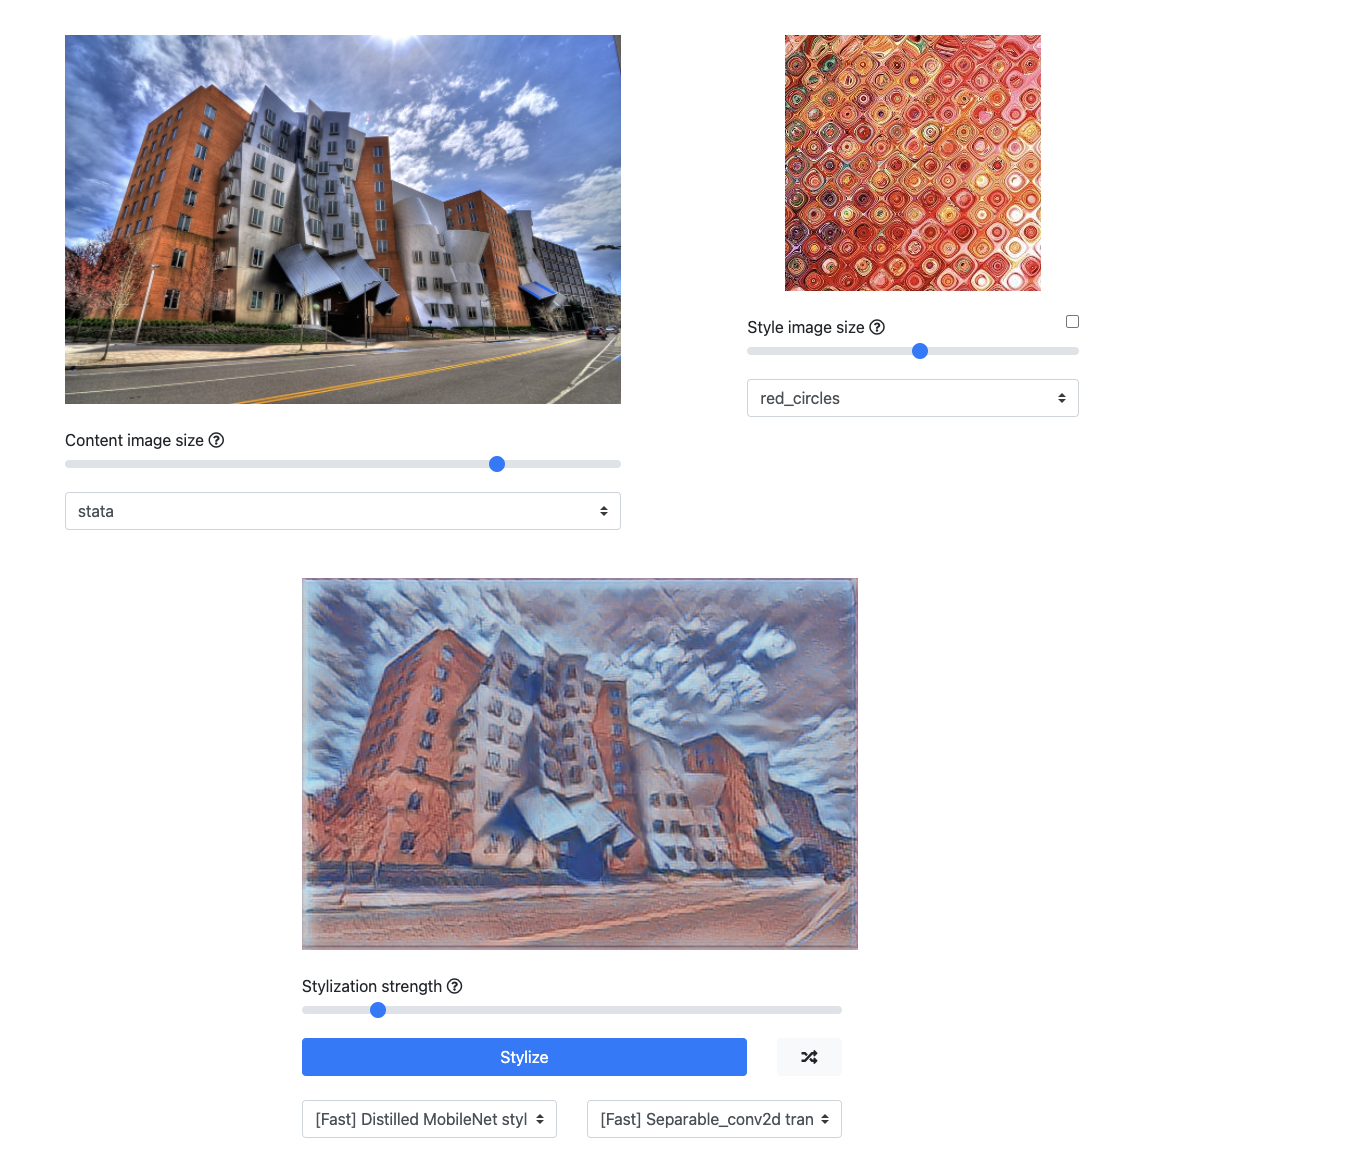 Style image size
red_circles
Content image size
stata
Stylization strength
Stylize
[Fast] Distilled MobileNet styl
[Fast] Separable_conv2d tran